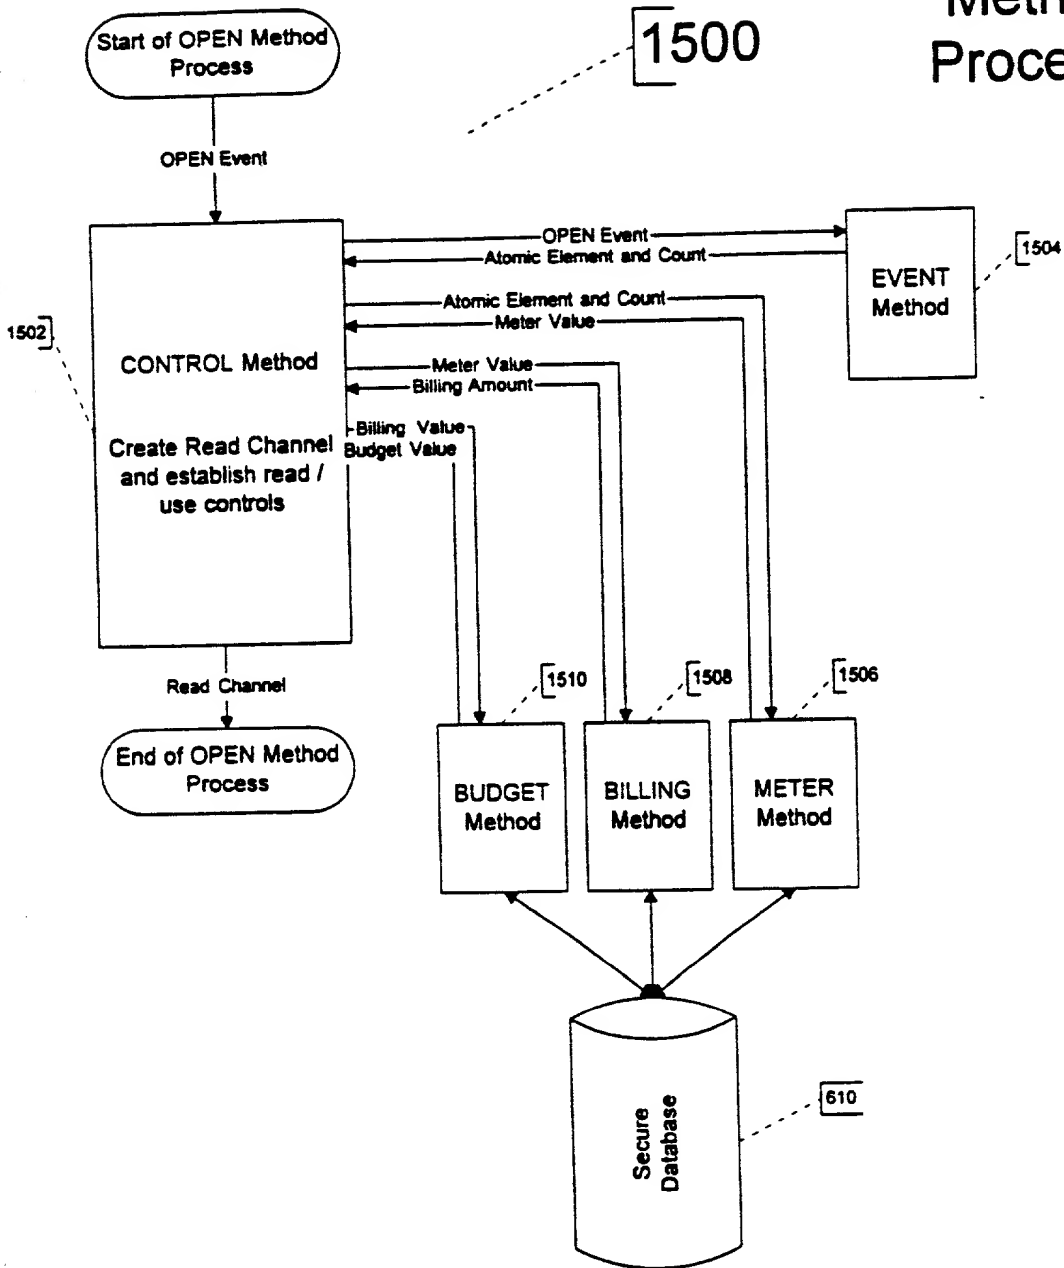 Start of OPEN Method
Process
1500
Proce
OPEN Event
OPEN Event
Atomic Element and Count
1504
EVENT
Method
Atomic Element and Count
Meter Value
1502
CONTROL Method
Meter Value
Billing Amount
Billing Value
Budget Value
Create Read Channel
and establish read /
use controls
Read Channel
1510
1508
1506
End of OPEN Method
Process
BUDGET
Method
BILLING
Method
METER
Method
610
Secure
Database